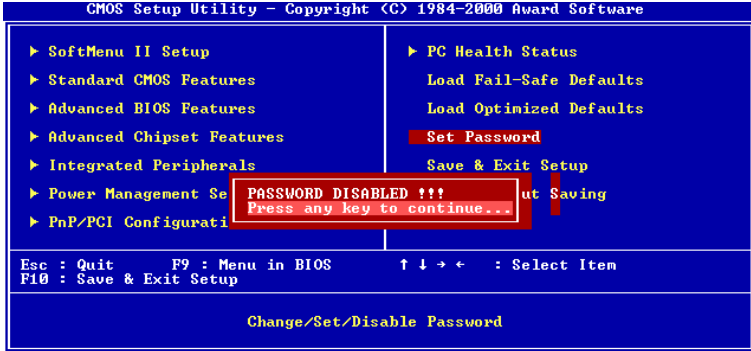 CMOS Setup Utility - Copyright (C) 1984-2000 Award Software
SoftMenu II Setup
Standard CMOS Features
Advanced BIOS Features
Advanced Chipset Features
Integrated Peripherals
Power Management Se
PnP/PCI Configurati
PC Health Status
Load Fail-Safe Defaults
Load Optimized Defaults
Set Password
Save & Exit Setup
ut Saving
PASSWORD DISABLED !!!
Press any key to continue...
Esc : Quit F9 : Menu in BIOS ↑ ↓ → ← : Select Item
F10 : Save & Exit Setup
Change/Set/Disable Password